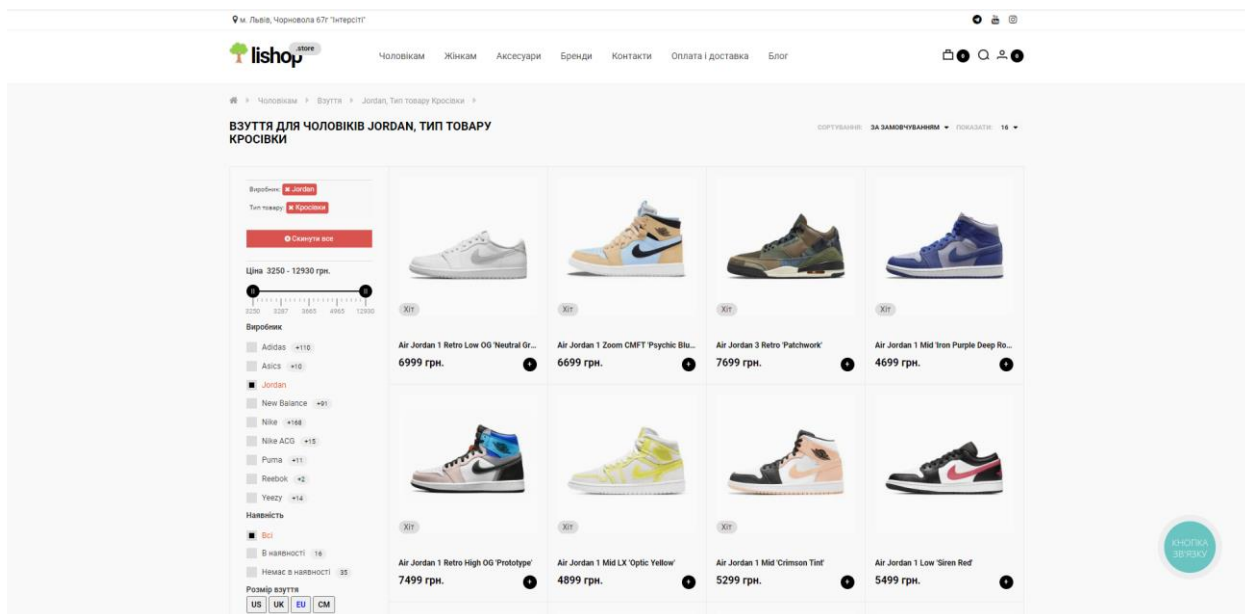 м. Львів, Чорновола 67г "Інтерсіті"
lishop .store
Чоловікам Жінкам Аксесуари Бренди Контакти Оплата і доставка Блог
0 0
Чоловікам Взуття Jordan, Тип товару Кросівки
ВЗУТТЯ ДЛЯ ЧОЛОВІКІВ JORDAN, ТИП ТОВАРУ
КРОСІВКИ
СОРТУВАННЯ: ЗА ЗАМОВЧУВАННЯМ ПОКАЗАТИ: 16
Виробник: Jordan
Тип товару: Кросівки
Скинути все
Ціна 3250 - 12930 грн.
3250 3287 3665 4965 12930
Виробник
Adidas +110
Asics +10
Jordan
New Balance +91
Nike +168
Nike ACG +15
Puma +11
Reebok +2
Yeezy +14
Наявність
Всі
В наявності 16
Немає в наявності 35
Розмір взуття
US UK EU CM
Хіт Хіт Хіт Хіт
Air Jordan 1 Retro Low OG 'Neutral Gr... Air Jordan 1 Zoom CMFT 'Psychic Blu... Air Jordan 3 Retro 'Patchwork' Air Jordan 1 Mid 'Iron Purple Deep Ro...
6999 грн. 6699 грн. 7699 грн. 4699 грн.
Хіт Хіт Хіт
Air Jordan 1 Retro High OG 'Prototype' Air Jordan 1 Mid LX 'Optic Yellow' Air Jordan 1 Mid 'Crimson Tint' Air Jordan 1 Low 'Siren Red'
7499 грн. 4899 грн. 5299 грн. 5499 грн.
КНОПКА
ЗВ'ЯЗКУ